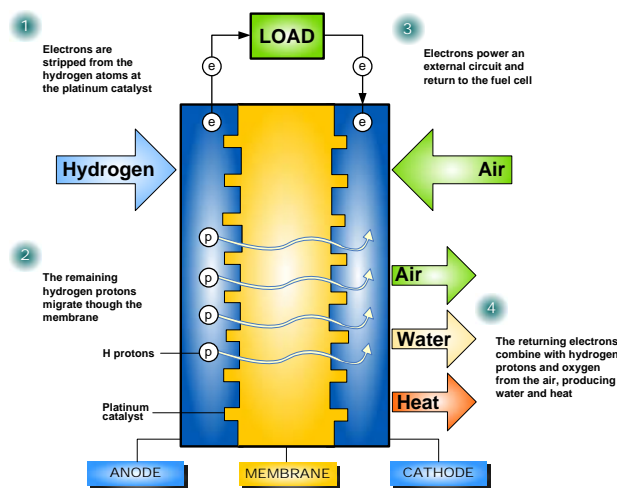 1
Electrons are
stripped from the
hydrogen atoms at
the platinum catalyst
LOAD
e
e
e
e
3
Electrons power an
external circuit and
return to the fuel cell
Hydrogen
Air
2
The remaining
hydrogen protons
migrate though the
membrane
p
p
p
p
H protons
Platinum
catalyst
Air
Water
Heat
4
The returning electrons
combine with hydrogen
protons and oxygen
from the air, producing
water and heat
ANODE
MEMBRANE
CATHODE